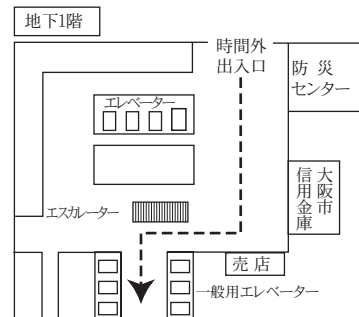 地下1階
時間外
出入口
防災
センター
エレベーター
大阪市
信用金庫
エスカレーター
売店
一般用エレベーター